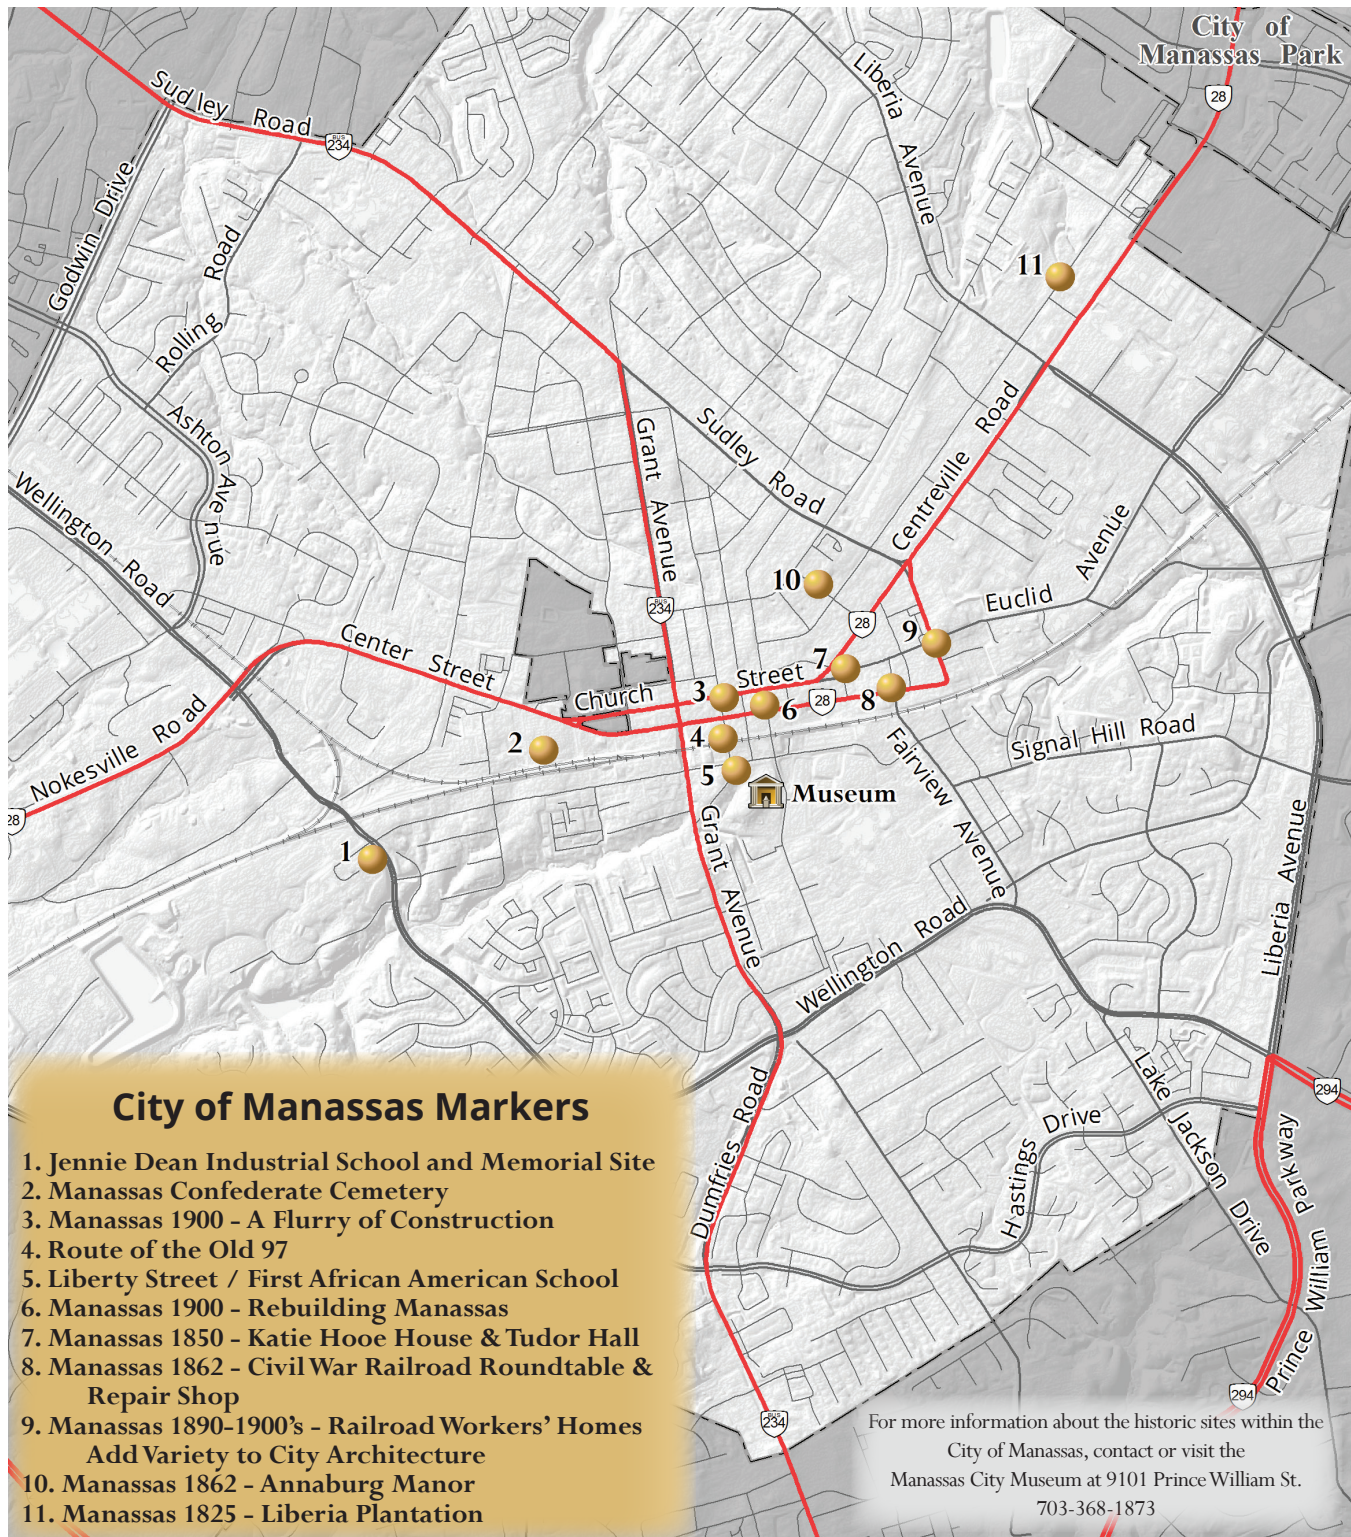 City of
Manassas Park
28
Liberia
Avenue
Sudley Road
BUS
234
Godwin Drive
Rolling Road
11
Ashton Avenue
Grant Avenue
Sudley Road
Centreville Road
Wellington Road
Euclid Avenue
BUS
234
10
28
9
Center Street
Church Street
3
7
6
28
8
Nokesville Road
28
2
4
5
Museum
Fairview Avenue
Signal Hill Road
1
Grant Avenue
Wellington Road
Liberia Avenue
Dumfries Road
Hastings Drive
Lake Jackson Drive
294
Prince William Parkway
294
BUS
234
City of Manassas Markers
1. Jennie Dean Industrial School and Memorial Site
2. Manassas Confederate Cemetery
3. Manassas 1900 - A Flurry of Construction
4. Route of the Old 97
5. Liberty Street / First African American School
6. Manassas 1900 - Rebuilding Manassas
7. Manassas 1850 - Katie Hooe House & Tudor Hall
8. Manassas 1862 - Civil War Railroad Roundtable &
Repair Shop
9. Manassas 1890-1900's - Railroad Workers' Homes
Add Variety to City Architecture
10. Manassas 1862 - Annaburg Manor
11. Manassas 1825 - Liberia Plantation
For more information about the historic sites within the
City of Manassas, contact or visit the
Manassas City Museum at 9101 Prince William St.
703-368-1873